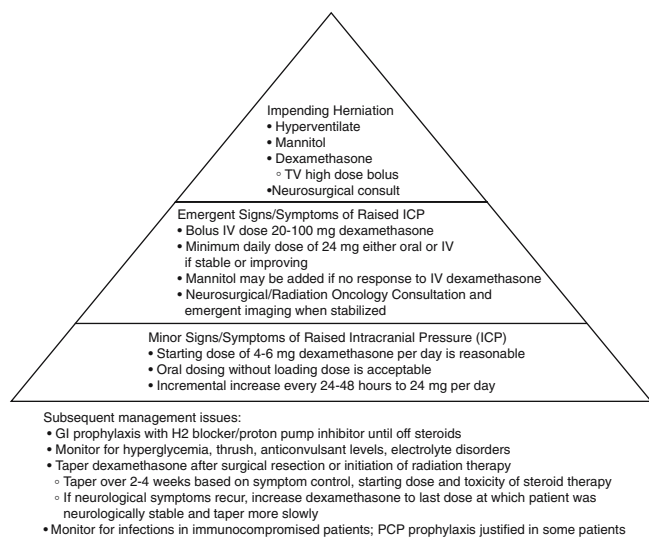 Impending Herniation
• Hyperventilate
• Mannitol
• Dexamethasone
◦ TV high dose bolus
•Neurosurgical consult
Emergent Signs/Symptoms of Raised ICP
• Bolus IV dose 20-100 mg dexamethasone
• Minimum daily dose of 24 mg either oral or IV
if stable or improving
• Mannitol may be added if no response to IV dexamethasone
• Neurosurgical/Radiation Oncology Consultation and
emergent imaging when stabilized
Minor Signs/Symptoms of Raised Intracranial Pressure (ICP)
• Starting dose of 4-6 mg dexamethasone per day is reasonable
• Oral dosing without loading dose is acceptable
• Incremental increase every 24-48 hours to 24 mg per day
Subsequent management issues:
• GI prophylaxis with H2 blocker/proton pump inhibitor until off steroids
• Monitor for hyperglycemia, thrush, anticonvulsant levels, electrolyte disorders
• Taper dexamethasone after surgical resection or initiation of radiation therapy
◦ Taper over 2-4 weeks based on symptom control, starting dose and toxicity of steroid therapy
◦ If neurological symptoms recur, increase dexamethasone to last dose at which patient was
neurologically stable and taper more slowly
• Monitor for infections in immunocompromised patients; PCP prophylaxis justified in some patients